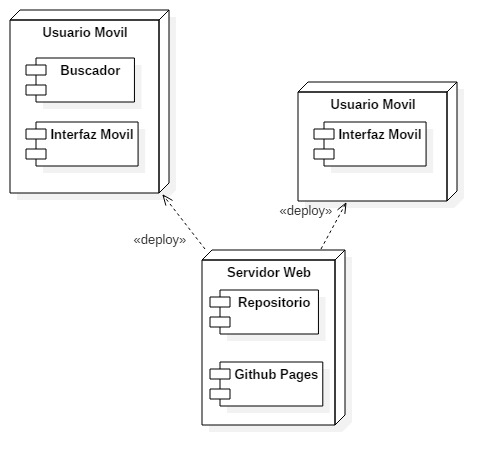 Usuario Movil
Buscador
Interfaz Movil
Usuario Movil
Interfaz Movil
«deploy»
«deploy»
Servidor Web
Repositorio
Github Pages